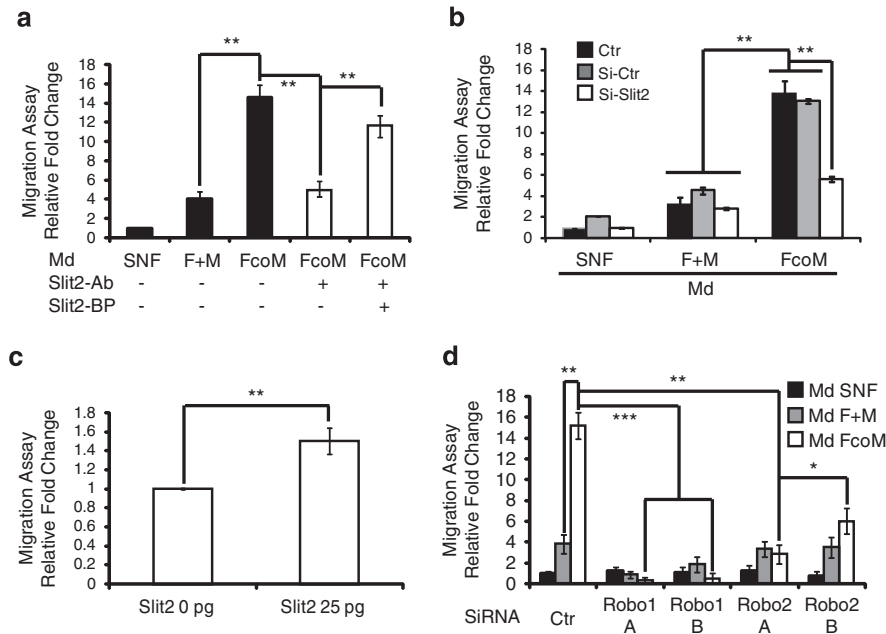 a
Migration Assay
Relative Fold Change
18
16
14
12
10
8
6
4
2
0
**
**
**
Md SNF F+M FcoM FcoM FcoM
Slit2-Ab - - - + +
Slit2-BP - - - - +
b
Migration Assay
Relative Fold Change
18
16
14
12
10
8
6
4
2
0
Ctr
Si-Ctr
Si-Slit2
**
**
SNF F+M FcoM
Md
c
Migration Assay
Relative Fold Change
1.8
1.6
1.4
1.2
1
0.8
0.6
0.4
0.2
0
**
Slit2 0 pg Slit2 25 pg
d
Migration Assay
Relative Fold Change
18
16
14
12
10
8
6
4
2
0
**
**
***
*
Md SNF
Md F+M
Md FcoM
SiRNA Ctr Robo1 Robo1 Robo2 Robo2
A B A B